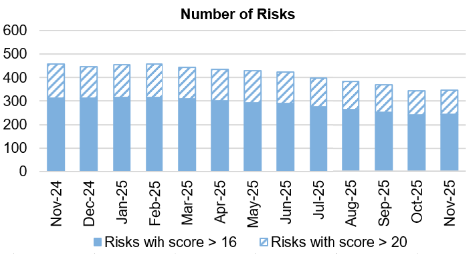 Number of Risks
600
500
400
300
200
100
0
Nov-24
Dec-24
Jan-25
Feb-25
Mar-25
Apr-25
May-25
Jun-25
Jul-25
Aug-25
Sep-25
Oct-25
Nov-25
Risks wih score > 16 Risks with score > 20